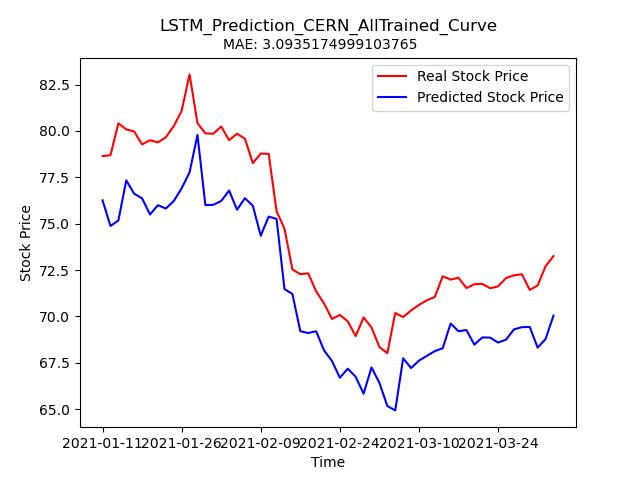 LSTM_Prediction_CERN_AllTrained_Curve
MAE: 3.0935174999103765
Real Stock Price
Predicted Stock Price
Stock Price
82.5
80.0
77.5
75.0
72.5
70.0
67.5
65.0
2021-01-11 2021-01-26 2021-02-09 2021-02-24 2021-03-10 2021-03-24
Time